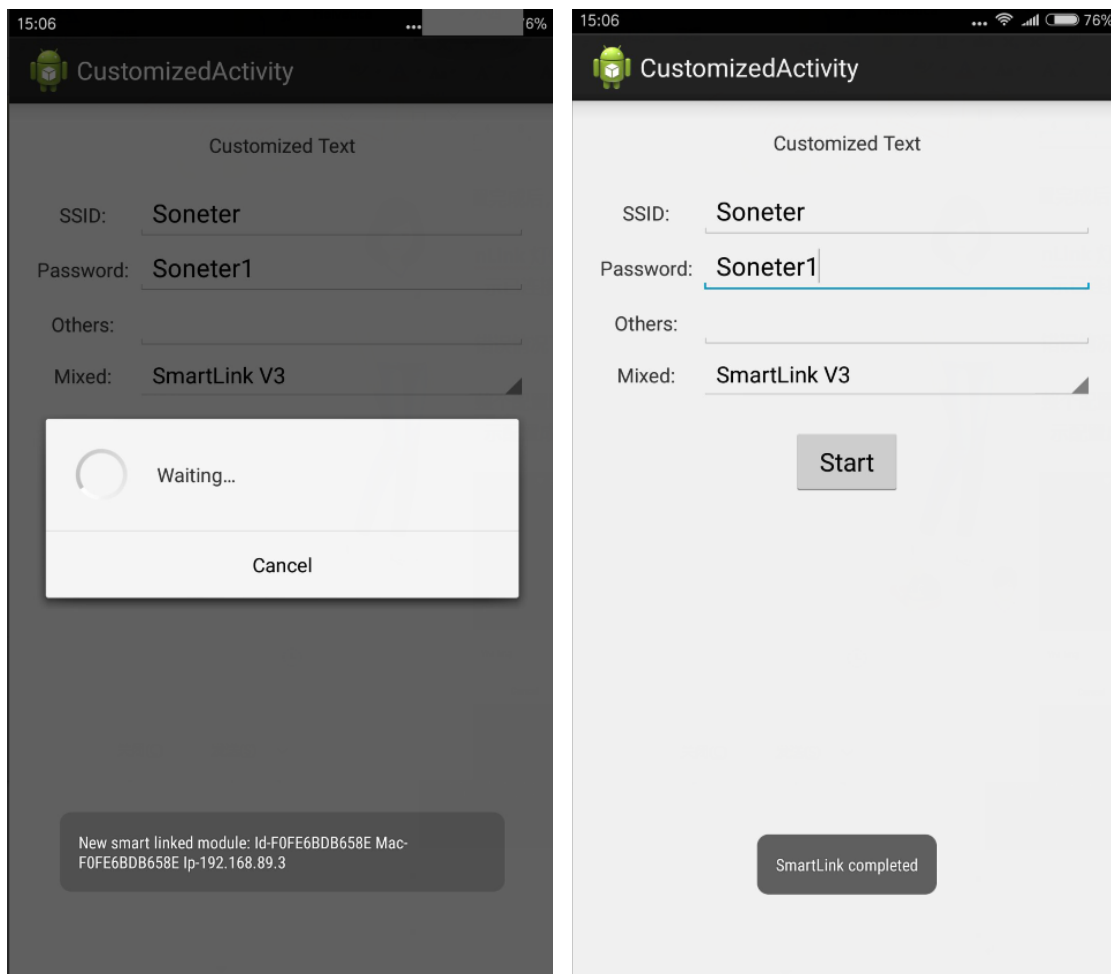 15:06
... 6%
CustomizedActivity
Customized Text
SSID: Soneter
Password: Soneter1
Others:
Mixed: SmartLink V3
Waiting...
Cancel
New smart linked module: Id-F0FE6BDB658E Mac-
F0FE6BDB658E Ip-192.168.89.3
15:06
... 76%
CustomizedActivity
Customized Text
SSID: Soneter
Password: Soneter1
Others:
Mixed: SmartLink V3
Start
SmartLink completed